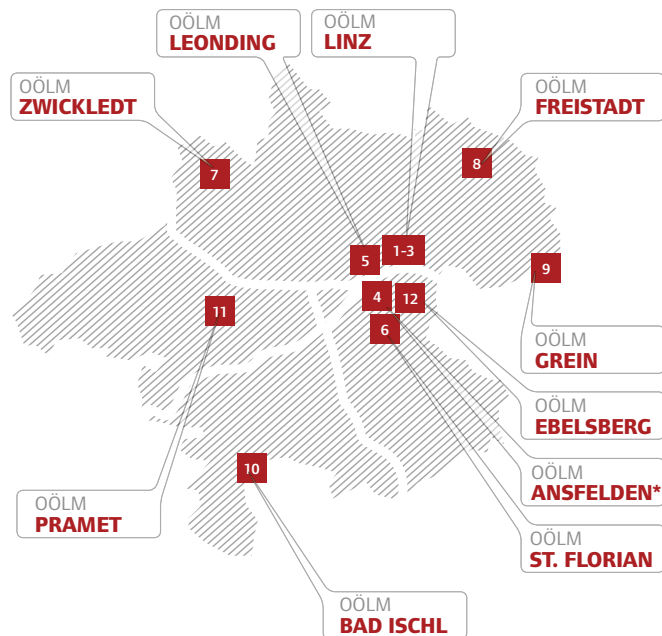 OÖLM
LEONDING
OÖLM
LINZ
OÖLM
ZWICKLEDT
OÖLM
FREISTADT
7
8
5
1-3
9
4
12
11
6
OÖLM
GREIN
OÖLM
EBELSBERG
10
OÖLM
ANSFELDEN*
OÖLM
PRAMET
OÖLM
ST. FLORIAN
OÖLM
BAD ISCHL